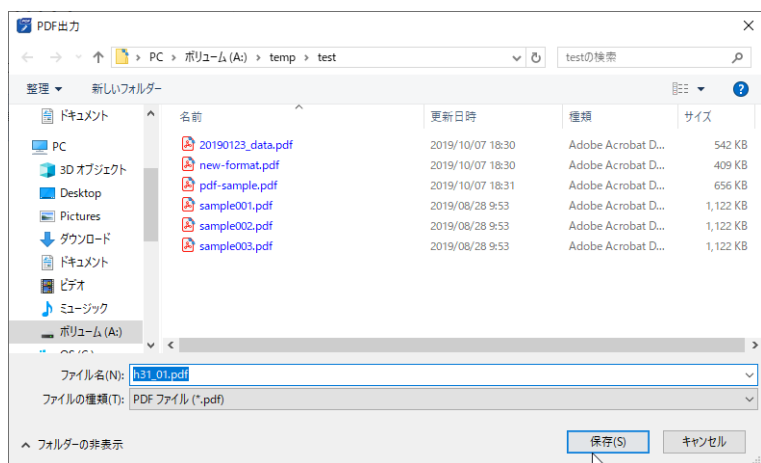 PDF出力
PC › ボリューム (A:) › temp › test
testの検索
整理
新しいフォルダー
ドキュメント
PC
3D オブジェクト
Desktop
Pictures
ダウンロード
ドキュメント
ビデオ
ミュージック
ボリューム (A:)
名前 更新日時 種類 サイズ
20190123_data.pdf 2019/10/07 18:30 Adobe Acrobat D... 542 KB
new-format.pdf 2019/10/07 18:30 Adobe Acrobat D... 409 KB
pdf-sample.pdf 2019/10/07 18:31 Adobe Acrobat D... 656 KB
sample001.pdf 2019/08/28 9:53 Adobe Acrobat D... 1,122 KB
sample002.pdf 2019/08/28 9:53 Adobe Acrobat D... 1,122 KB
sample003.pdf 2019/08/28 9:53 Adobe Acrobat D... 1,122 KB
ファイル名(N): h31_01.pdf
ファイルの種類(T): PDF ファイル (*.pdf)
フォルダーの非表示
保存(S)
キャンセル